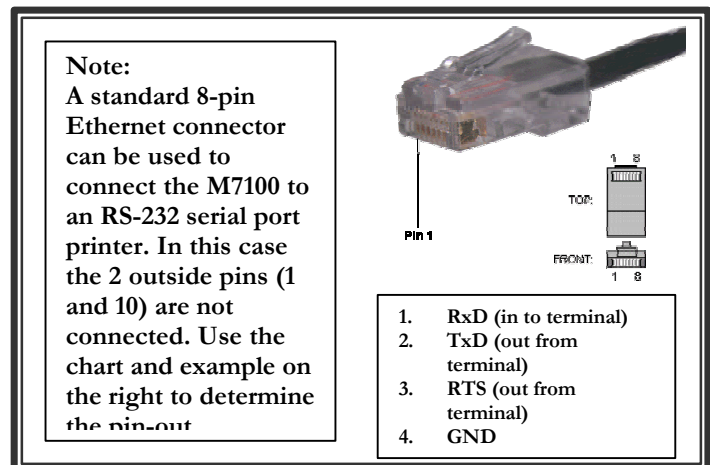 Note:
A standard 8-pin
Ethernet connector
can be used to
connect the M7100 to
an RS-232 serial port
printer. In this case
the 2 outside pins (1
and 10) are not
connected. Use the
chart and example on
the right to determine
the pin-out
Pin 1
1 8
TOP:
FRONT:
1 8
1. RxD (in to terminal)
2. TxD (out from
terminal)
3. RTS (out from
terminal)
4. GND